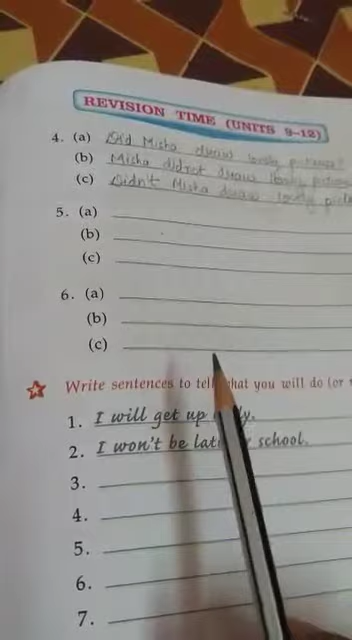 REVISION TIME (UNITS 9-12)
4. (a) Did Misha draw lovely pictures?
(b) Misha didn't draw lovely
(c) Didn't Misha draw lovely
5. (a)
(b)
(c)
6. (a)
(b)
(c)
Write sentences to tell what you will do (or
1. I will get up
2. I won't be late school.
3.
4.
5.
6.
7.